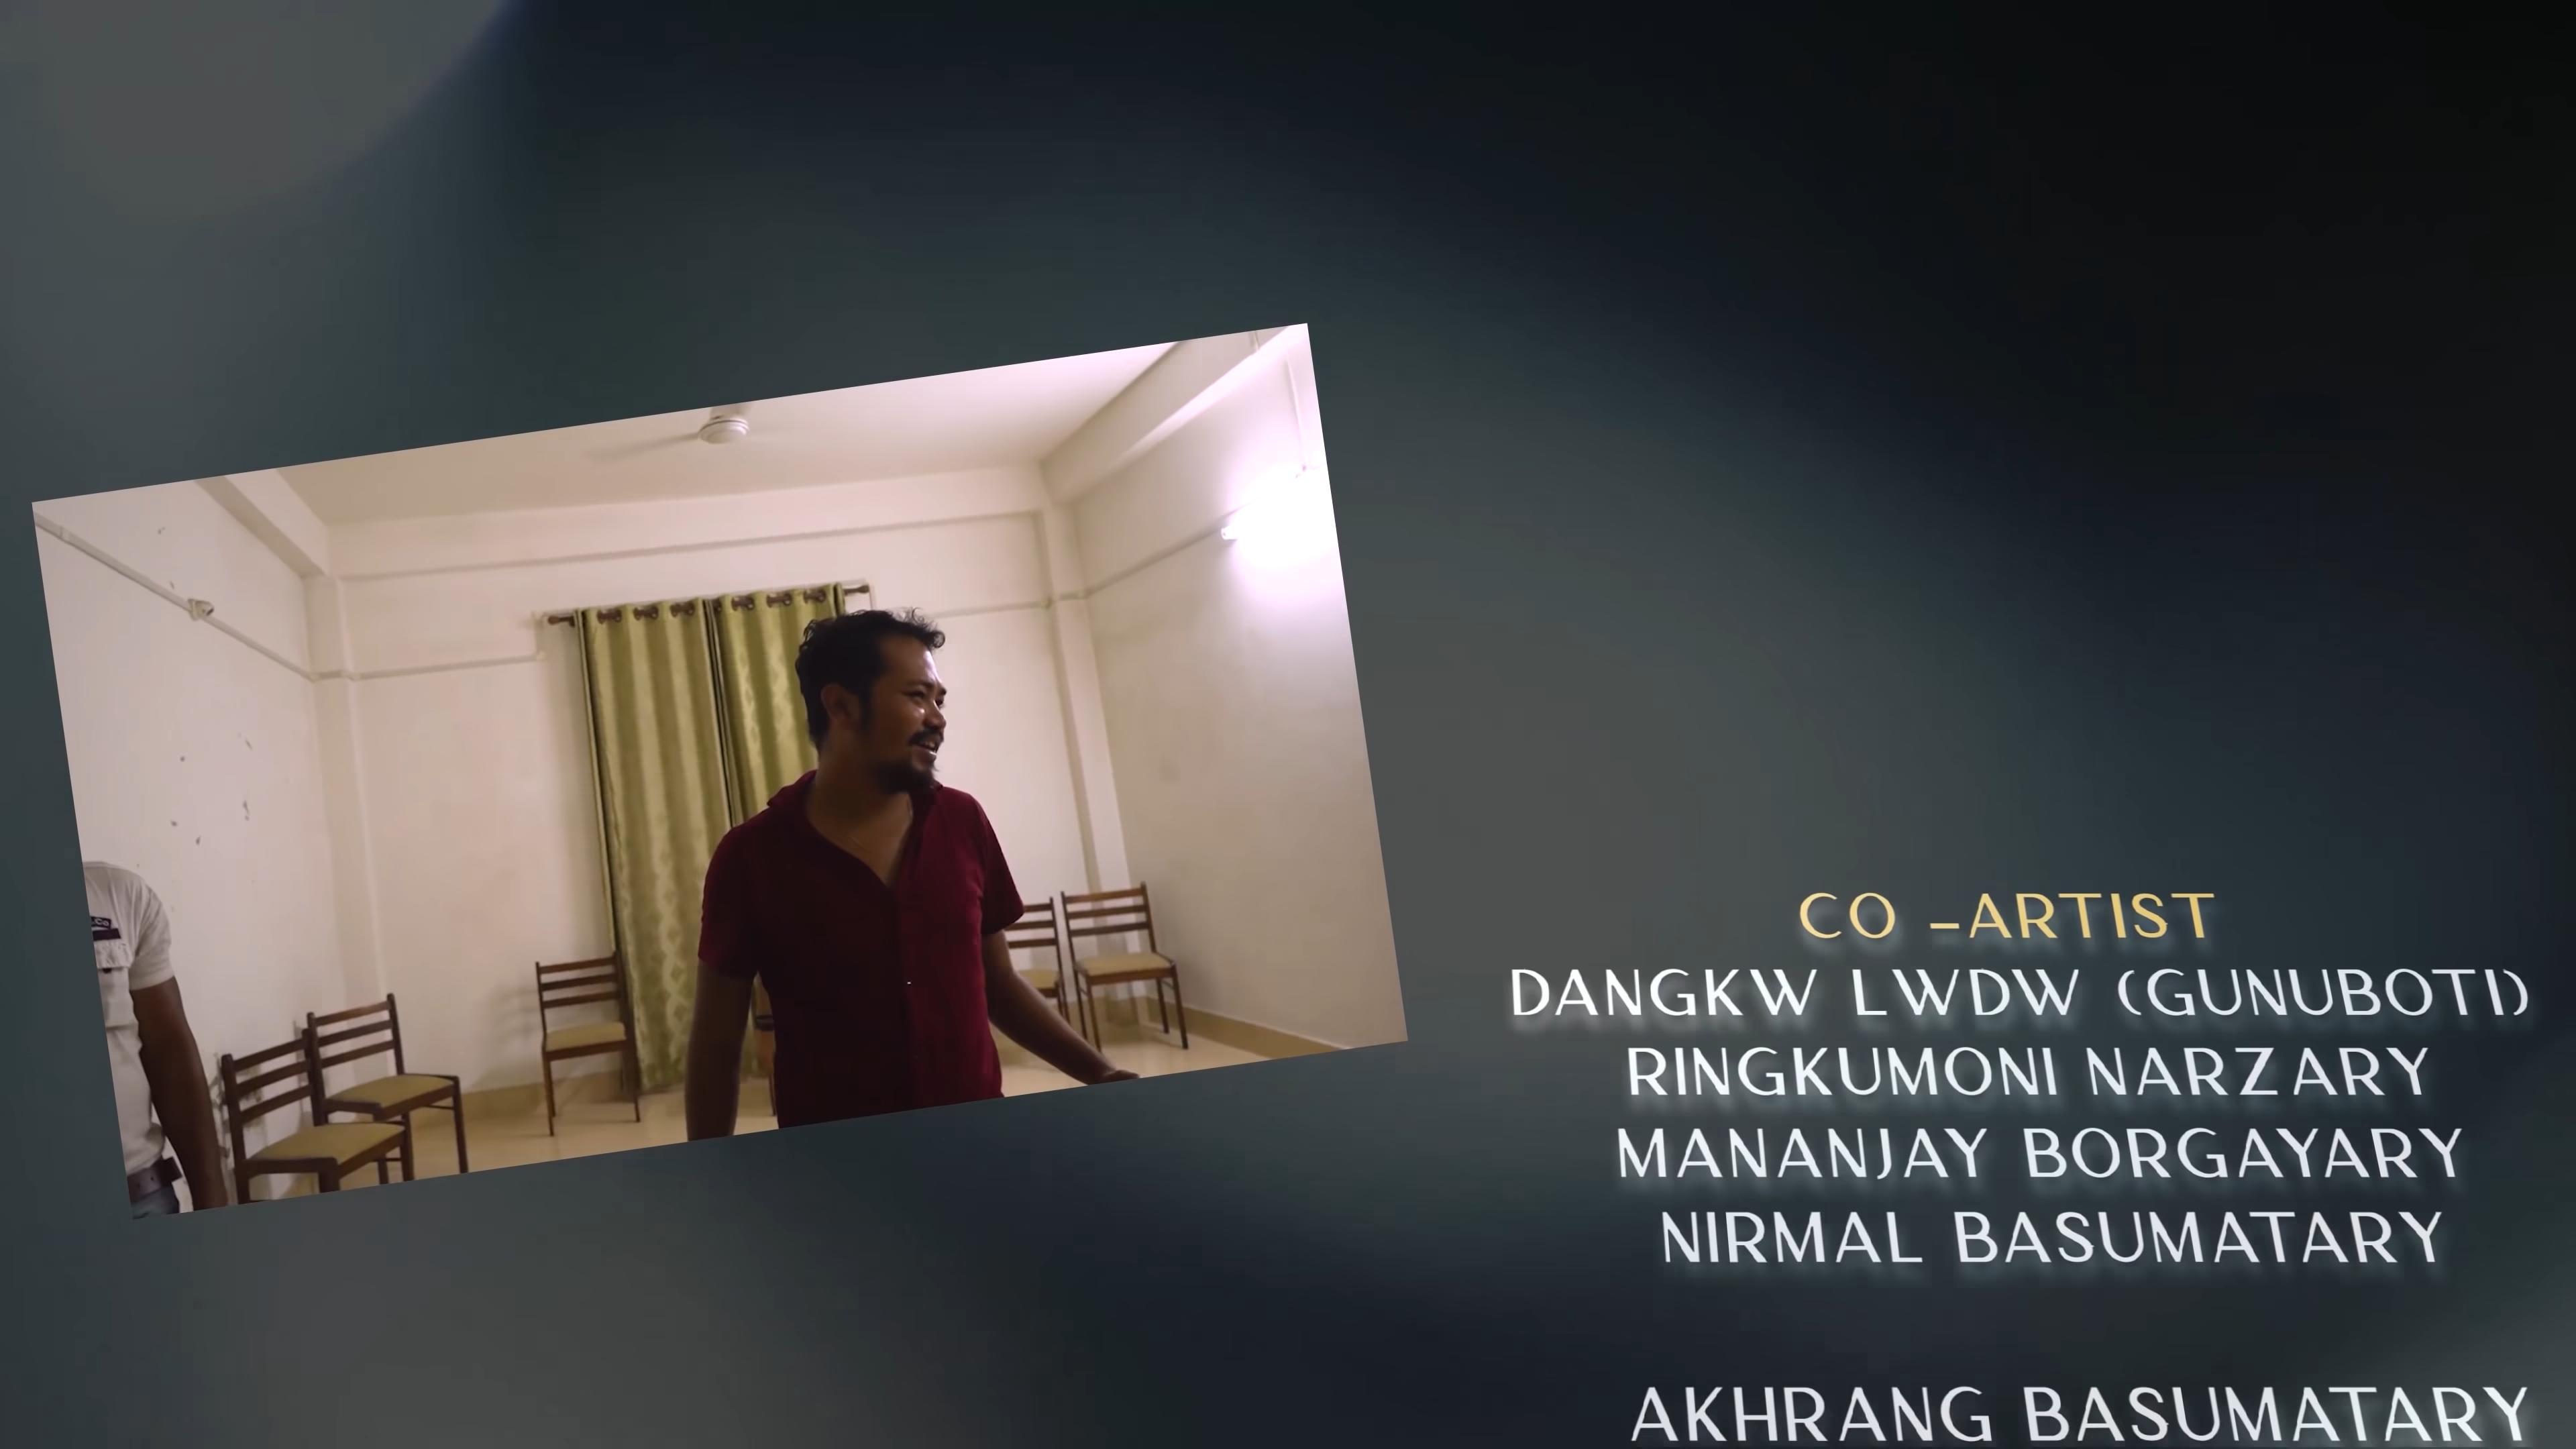 CO -ARTIST
DANGKW LWDW (GUNUBOTI)
RINGKUMONI NARZARY
MANANJAY BORGAYARY
NIRMAL BASUMATARY
AKHRANG BASUMATARY